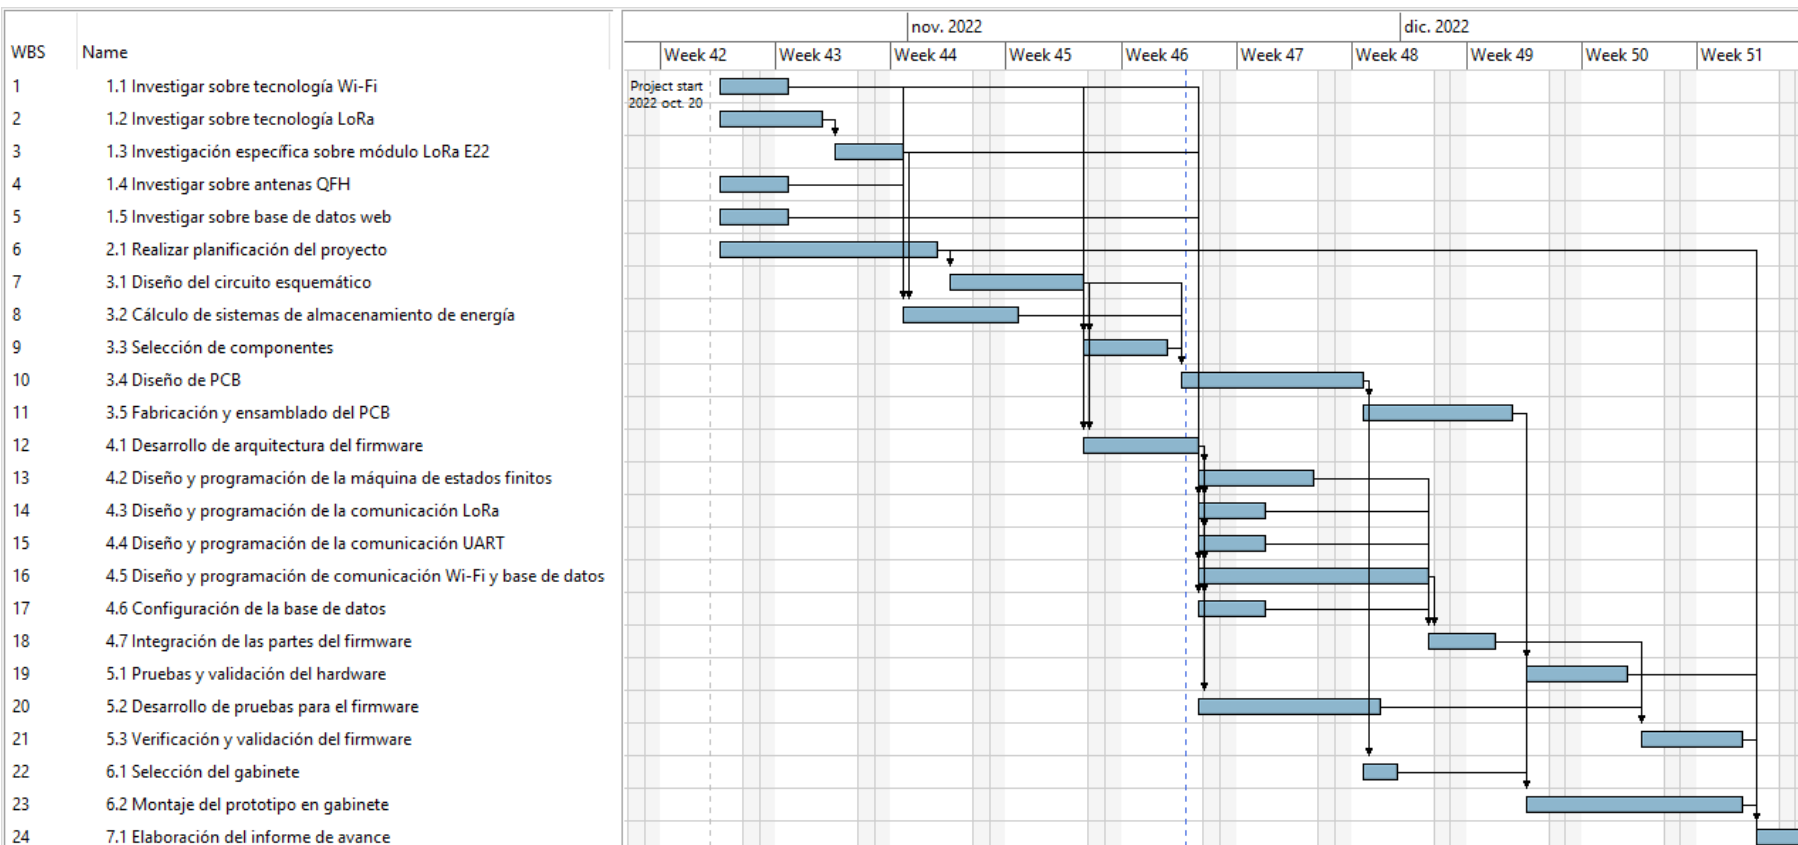 nov. 2022 dic. 2022
WBS Name Week 42 Week 43 Week 44 Week 45 Week 46 Week 47 Week 48 Week 49 Week 50 Week 51
1 1.1 Investigar sobre tecnología Wi-Fi
Project start
2022 oct. 20
2 1.2 Investigar sobre tecnología LoRa
3 1.3 Investigación específica sobre módulo LoRa E22
4 1.4 Investigar sobre antenas QFH
5 1.5 Investigar sobre base de datos web
6 2.1 Realizar planificación del proyecto
7 3.1 Diseño del circuito esquemático
8 3.2 Cálculo de sistemas de almacenamiento de energía
9 3.3 Selección de componentes
10 3.4 Diseño de PCB
11 3.5 Fabricación y ensamblado del PCB
12 4.1 Desarrollo de arquitectura del firmware
13 4.2 Diseño y programación de la máquina de estados finitos
14 4.3 Diseño y programación de la comunicación LoRa
15 4.4 Diseño y programación de la comunicación UART
16 4.5 Diseño y programación de comunicación Wi-Fi y base de datos
17 4.6 Configuración de la base de datos
18 4.7 Integración de las partes del firmware
19 5.1 Pruebas y validación del hardware
20 5.2 Desarrollo de pruebas para el firmware
21 5.3 Verificación y validación del firmware
22 6.1 Selección del gabinete
23 6.2 Montaje del prototipo en gabinete
24 7.1 Elaboración del informe de avance